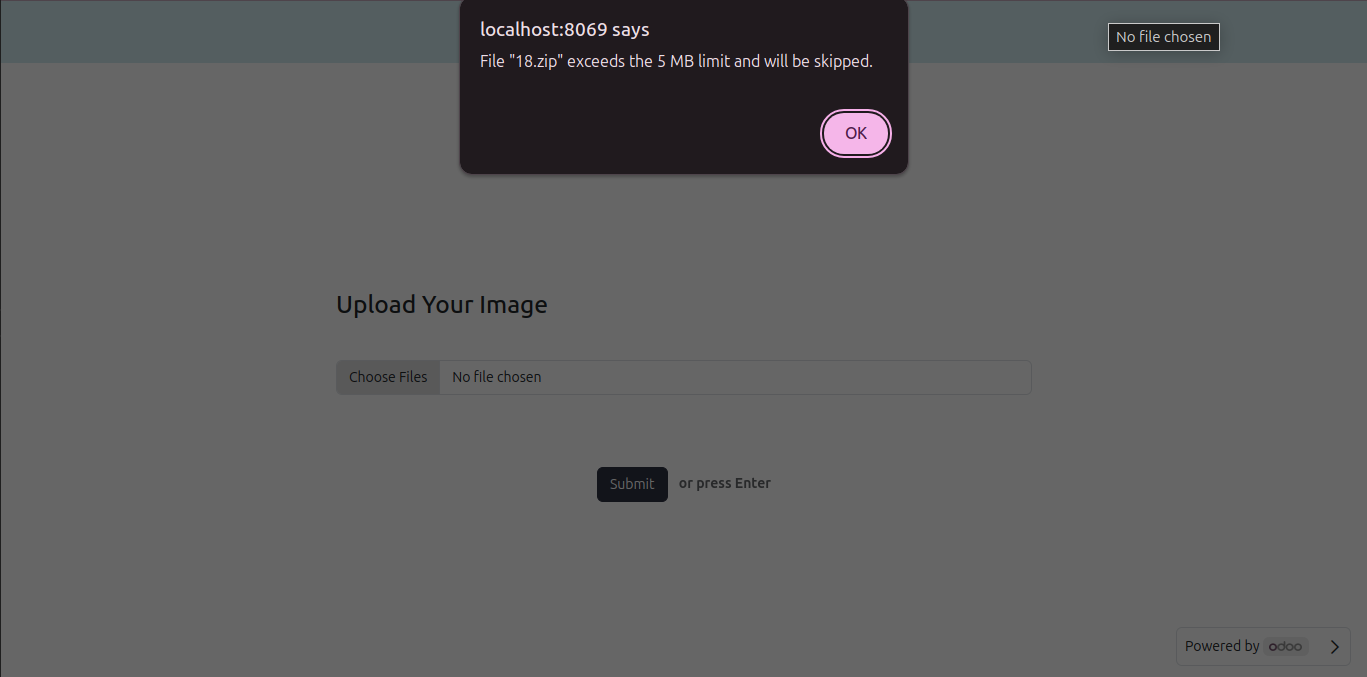 localhost:8069 says
No file chosen
File "18.zip" exceeds the 5 MB limit and will be skipped.
OK
Upload Your Image
Choose Files No file chosen
Submit or press Enter
Powered by odoo